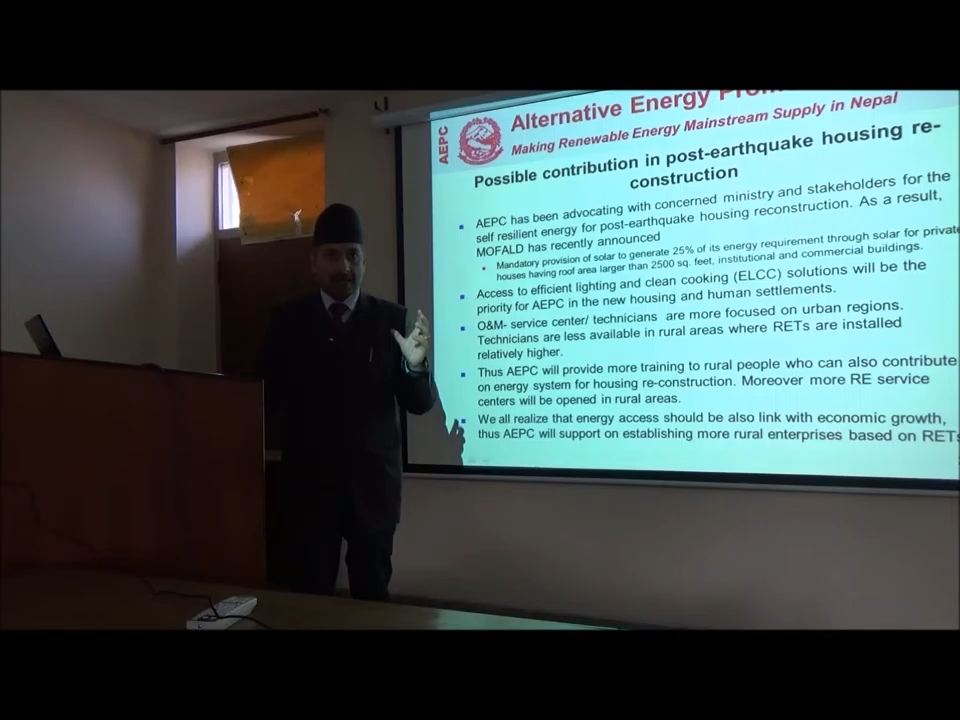 AEPC
Alternative Energy
Making Renewable Energy Mainstream Supply in Nepal
Possible contribution in post-earthquake housing re-
construction
AEPC has been advocating with concerned ministry and stakeholders for the
self resilient energy for post-earthquake housing reconstruction. As a result,
MOFALD has recently announced
Mandatory provision of solar to generate 25% of its energy requirement through solar for private
houses having roof area larger than 2500 sq. feet, institutional and commercial buildings.
Access to efficient lighting and clean cooking (ELCC) solutions will be the
priority for AEPC in the new housing and human settlements.
O&M- service center/ technicians are more focused on urban regions.
Technicians are less available in rural areas where RETs are installed
relatively higher.
Thus AEPC will provide more training to rural people who can also contribute
on energy system for housing re-construction. Moreover more RE service
centers will be opened in rural areas.
We all realize that energy access should be also link with economic growth,
thus AEPC will support on establishing more rural enterprises based on RETs